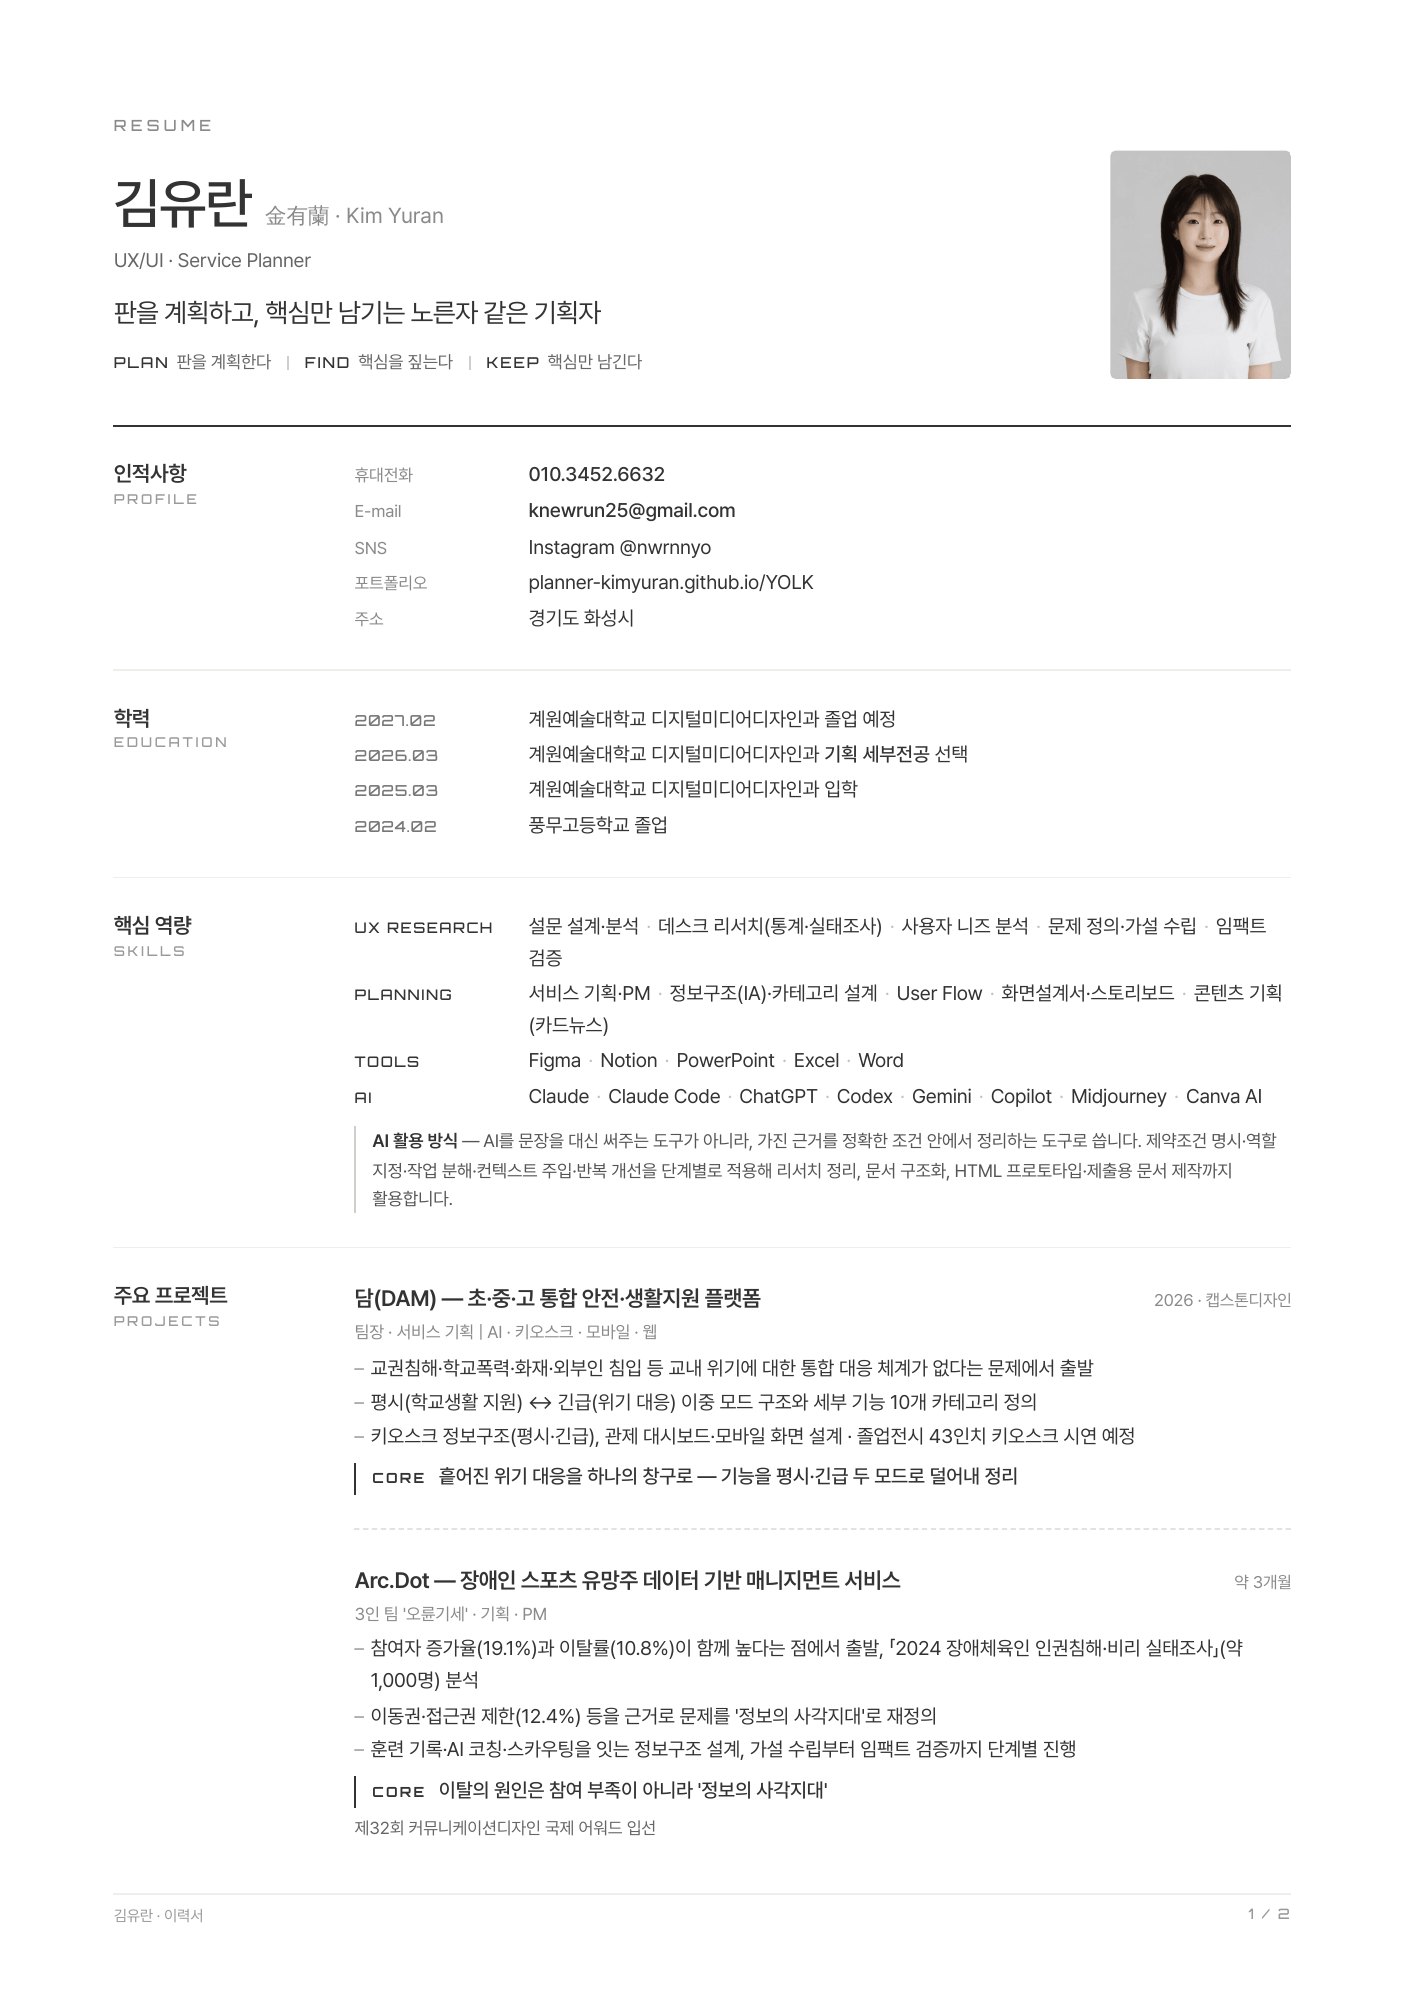 RESUME
김유란 金有蘭 · Kim Yuran
UX/UI · Service Planner
판을 계획하고, 핵심만 남기는 노른자 같은 기획자
PLAN 판을 계획한다 | FIND 핵심을 짚는다 | KEEP 핵심만 남긴다
인적사항
PROFILE
휴대전화 010.3452.6632
E-mail knewrun25@gmail.com
SNS Instagram @nwrnnyo
포트폴리오 planner-kimyuran.github.io/YOLK
주소 경기도 화성시
학력
EDUCATION
2027.02 계원예술대학교 디지털미디어디자인과 졸업 예정
2026.03 계원예술대학교 디지털미디어디자인과 기획 세부전공 선택
2025.03 계원예술대학교 디지털미디어디자인과 입학
2024.02 풍무고등학교 졸업
핵심 역량
SKILLS
UX RESEARCH 설문 설계·분석 · 데스크 리서치(통계·실태조사) · 사용자 니즈 분석 · 문제 정의·가설 수립 · 임팩트
검증
PLANNING 서비스 기획·PM · 정보구조(IA)·카테고리 설계 · User Flow · 화면설계서·스토리보드 · 콘텐츠 기획
(카드뉴스)
TOOLS Figma · Notion · PowerPoint · Excel · Word
AI Claude · Claude Code · ChatGPT · Codex · Gemini · Copilot · Midjourney · Canva AI
AI 활용 방식 — AI를 문장을 대신 써주는 도구가 아니라, 가진 근거를 정확한 조건 안에서 정리하는 도구로 씁니다. 제약조건 명시·역할
지정·작업 분해·컨텍스트 주입·반복 개선을 단계별로 적용해 리서치 정리, 문서 구조화, HTML 프로토타입·제출용 문서 제작까지
활용합니다.
주요 프로젝트
PROJECTS
담(DAM) — 초·중·고 통합 안전·생활지원 플랫폼 2026 · 캡스톤디자인
팀장 · 서비스 기획 | AI · 키오스크 · 모바일 · 웹
– 교권침해·학교폭력·화재·외부인 침입 등 교내 위기에 대한 통합 대응 체계가 없다는 문제에서 출발
– 평시(학교생활 지원) ↔ 긴급(위기 대응) 이중 모드 구조와 세부 기능 10개 카테고리 정의
– 키오스크 정보구조(평시·긴급), 관제 대시보드·모바일 화면 설계 · 졸업전시 43인치 키오스크 시연 예정
CORE 흩어진 위기 대응을 하나의 창구로 — 기능을 평시·긴급 두 모드로 덜어내 정리
Arc.Dot — 장애인 스포츠 유망주 데이터 기반 매니지먼트 서비스 약 3개월
3인 팀 '오륜기세' · 기획 · PM
– 참여자 증가율(19.1%)과 이탈률(10.8%)이 함께 높다는 점에서 출발, 「2024 장애체육인 인권침해·비리 실태조사」(약
1,000명) 분석
– 이동권·접근권 제한(12.4%) 등을 근거로 문제를 '정보의 사각지대'로 재정의
– 훈련 기록·AI 코칭·스카우팅을 잇는 정보구조 설계, 가설 수립부터 임팩트 검증까지 단계별 진행
CORE 이탈의 원인은 참여 부족이 아니라 '정보의 사각지대'
제32회 커뮤니케이션디자인 국제 어워드 입선
김유란 · 이력서 1 / 2